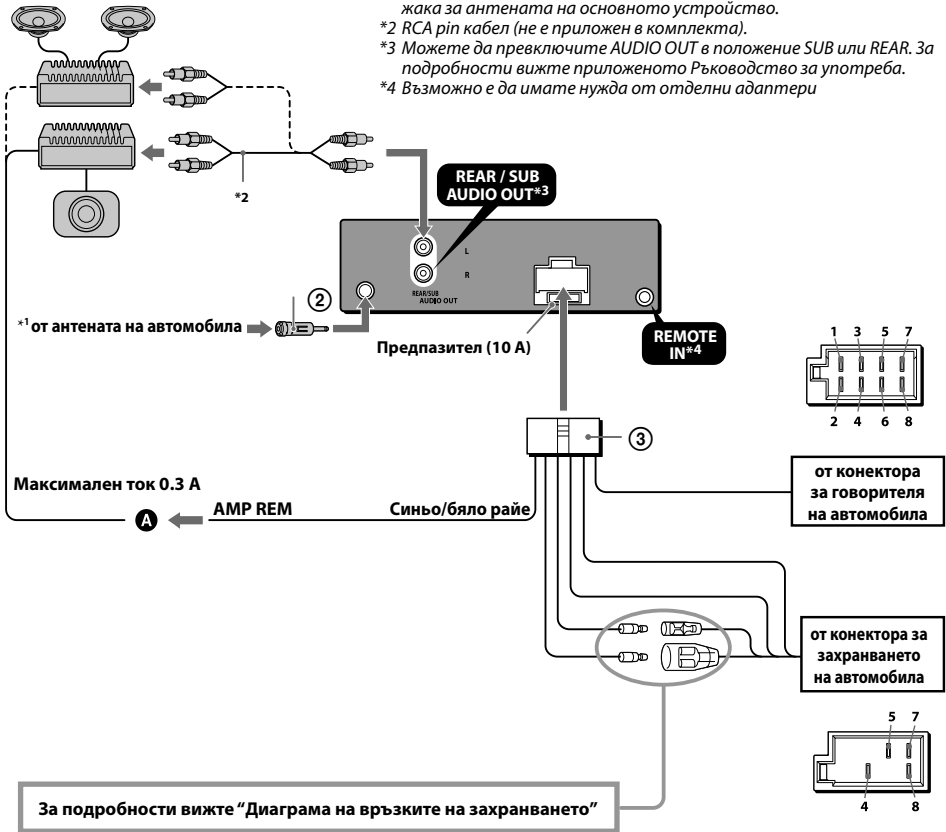 жака за антената на основното устройство.
*2 RCA pin кабел (не е приложен в комплекта).
*3 Можете да превключите AUDIO OUT в положение SUB или REAR. За
подробности вижте приложеното Ръководство за употреба.
*4 Възможно е да имате нужда от отделни адаптери
*2
REAR / SUB
AUDIO OUT*3
L
R
REAR/SUB
AUDIO OUT
②
*1 от антената на автомобила
Предпазител (10 A)
REMOTE
IN*4
1 3 5 7
2 4 6 8
③
от конектора
за говорителя
на автомобила
Максимален ток 0.3 A
A
AMP REM
Синьо/бяло райе
от конектора за
захранването
на автомобила
5 7
4 8
За подробности вижте “Диаграма на връзките на захранването”